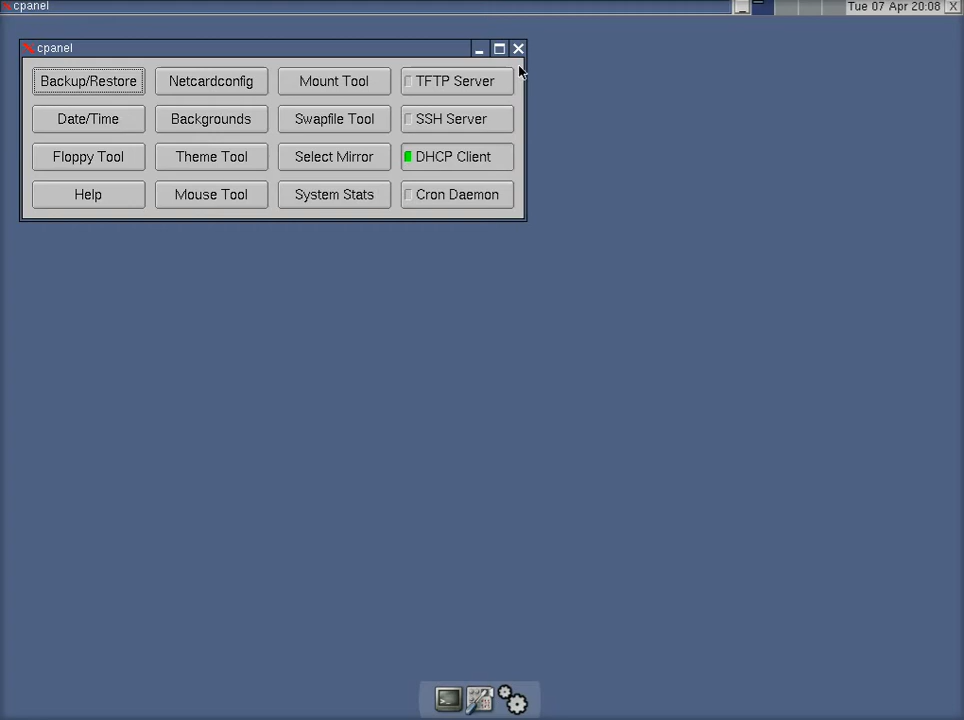 cpanel
Tue 07 Apr 20:08 X
cpanel
Backup/Restore Netcardconfig Mount Tool TFTP Server
Date/Time Backgrounds Swapfile Tool SSH Server
Floppy Tool Theme Tool Select Mirror DHCP Client
Help Mouse Tool System Stats Cron Daemon